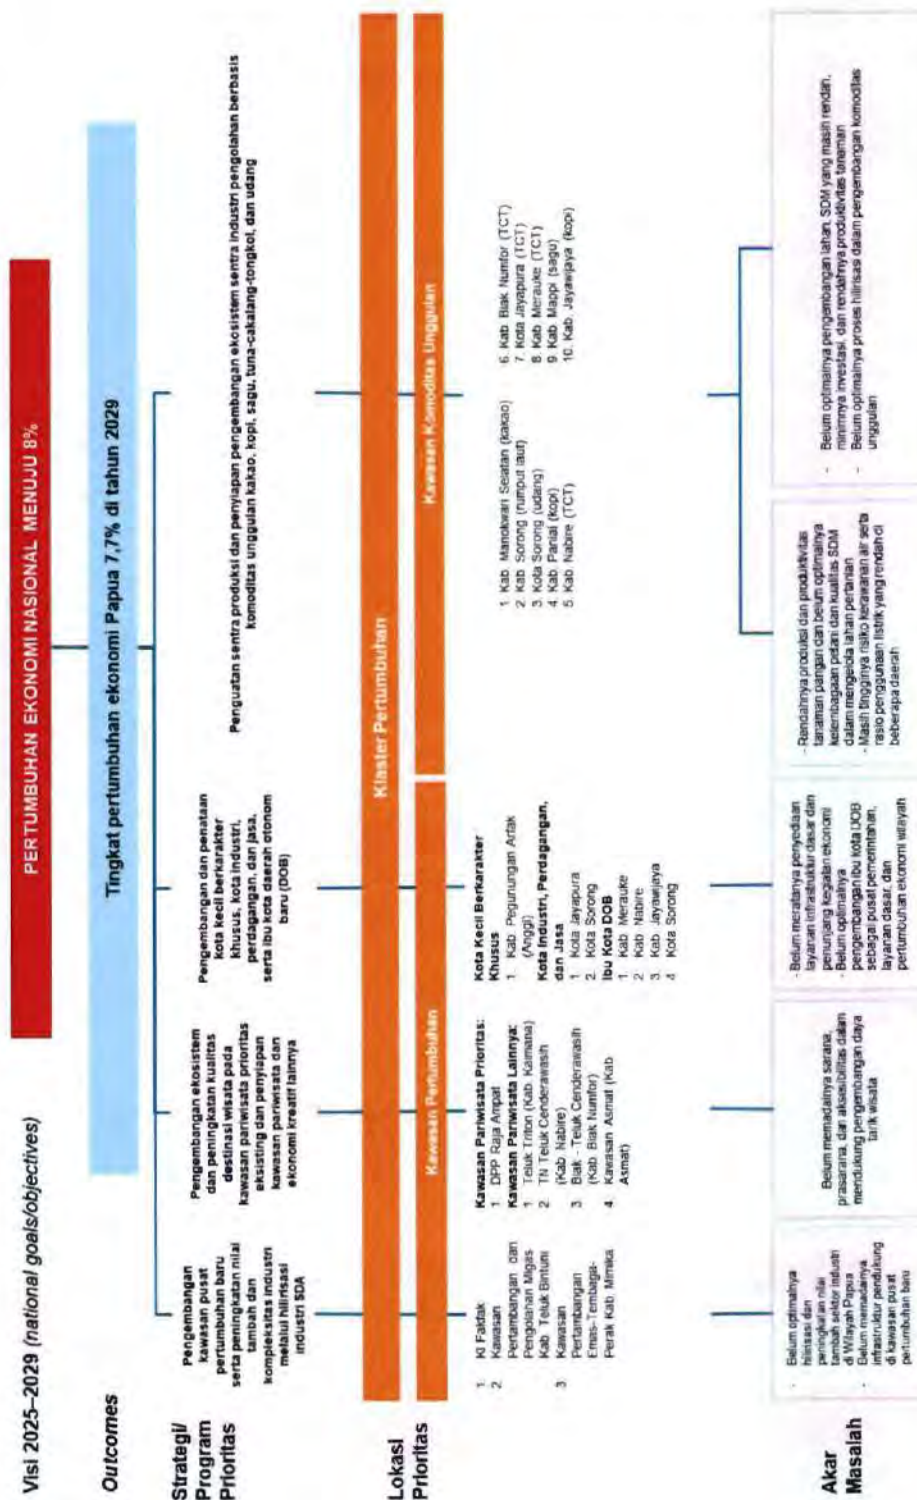 Visi 2025–2029 (national goals/objectives)
PERTUMBUHAN EKONOMI NASIONAL MENUJU 8%
Outcomes
Tingkat pertumbuhan ekonomi Papua 7,7% di tahun 2029
Strategi/
Program
Prioritas
Pengembangan
kawasan pusat
pertumbuhan baru
serta peningkatan nilai
tambah dan
kompleksitas industri
melalui hilirisasi
industri SDA
Pengembangan ekosistem
dan peningkatan kualitas
destinasi wisata pada
kawasan pariwisata prioritas
eksisting dan penyiapan
kawasan pariwisata dan
ekonomi kreatif lainnya
Pengembangan dan penataan
kota kecil berkarakter
khusus, kota industri,
perdagangan, dan jasa,
serta ibu kota daerah otonom
baru (DOB)
Penguatan sentra produksi dan penyiapan pengembangan ekosistem sentra industri pengolahan berbasis
komoditas unggulan kakao, kopi, sagu, tuna-cakalang-tongkol, dan udang
Lokasi
Prioritas
Klaster Pertumbuhan
Kawasan Pertumbuhan
Kawasan Komoditas Unggulan
1 KI Fakfak
2 Kawasan
Pertambangan dan
Pengolahan Migas
Kab. Teluk Bintuni
3 Kawasan
Pertambangan
Emas-Tembaga-
Perak Kab. Mimika
Kawasan Pariwisata Prioritas:
1 DPP Raja Ampat
Kawasan Pariwisata Lainnya:
1 Teluk Triton (Kab. Kaimana)
2 TN Teluk Cenderawasih
(Kab. Nabire)
3 Biak - Teluk Cenderawasih
(Kab. Biak Numfor)
4 Kawasan Asmat (Kab
Asmat)
Kota Kecil Berkarakter
Khusus
1 Kab. Pegunungan Arfak
(Anggi)
Kota Industri, Perdagangan,
dan Jasa
1 Kota Jayapura
2 Kota Sorong
Ibu Kota DOB
1 Kab. Merauke
2 Kab. Nabire
3 Kab. Jayawijaya
4 Kota Sorong
1 Kab. Manokwari Selatan (kakao)
2 Kab. Sorong (rumput laut)
3 Kota Sorong (udang)
4 Kab. Paniai (kopi)
5 Kab. Nabire (TCT)
6. Kab. Biak Numfor (TCT)
7. Kota Jayapura (TCT)
8 Kab. Merauke (TCT)
9 Kab. Mappi (sagu)
10. Kab. Jayawijaya (kopi)
Akar
Masalah
- Belum optimalnya
hilirisasi dan
peningkatan nilai
tambah sektor industri
di Wilayah Papua
- Belum memadainya
infrastruktur pendukung
di kawasan pusat
pertumbuhan baru
Belum memadainya sarana,
prasarana, dan aksesibilitas dalam
mendukung pengembangan daya
tarik wisata
- Belum meratanya penyediaan
layanan infrastruktur dasar dan
penunjang kegiatan ekonomi
- Belum optimalnya
pengembangan ibu kota DOB
sebagai pusat pemerintahan,
layanan dasar, dan
pertumbuhan ekonomi wilayah
- Rendahnya produksi dan produktivitas
tanaman pangan dan belum optimalnya
kelembagaan petani dan kualitas SDM
dalam mengelola lahan pertanian
- Masih tingginya risiko kerawanan air serta
rasio penggunaan listrik yang rendah di
beberapa daerah
- Belum optimalnya pengembangan lahan, SDM yang masih rendah,
minimnya investasi, dan rendahnya produktivitas tanaman
- Belum optimalnya proses hilirisasi dalam pengembangan komoditas
unggulan